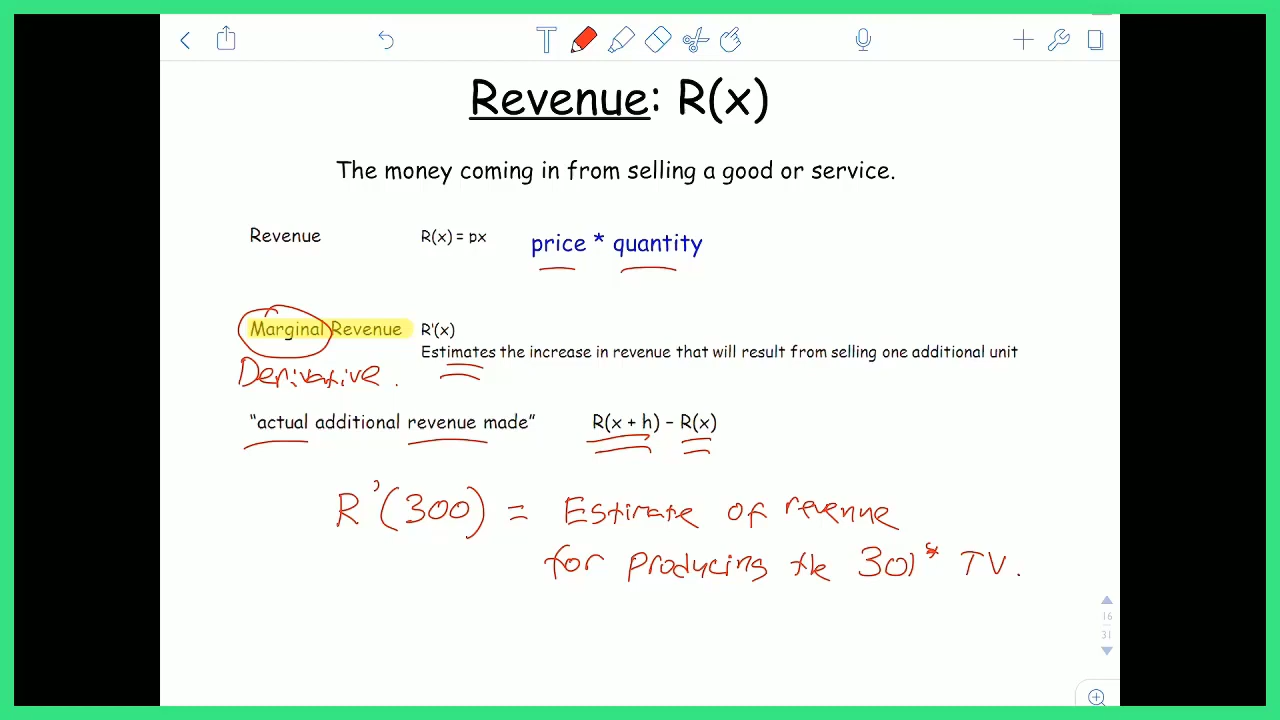 Revenue: R(x)
The money coming in from selling a good or service.
Revenue R(x) = px price * quantity
Marginal Revenue R'(x)
Estimates the increase in revenue that will result from selling one additional unit
Derivative.
"actual additional revenue made" R(x + h) – R(x)
R'(300) = Estimate of revenue
for producing the 301st TV.
16
31